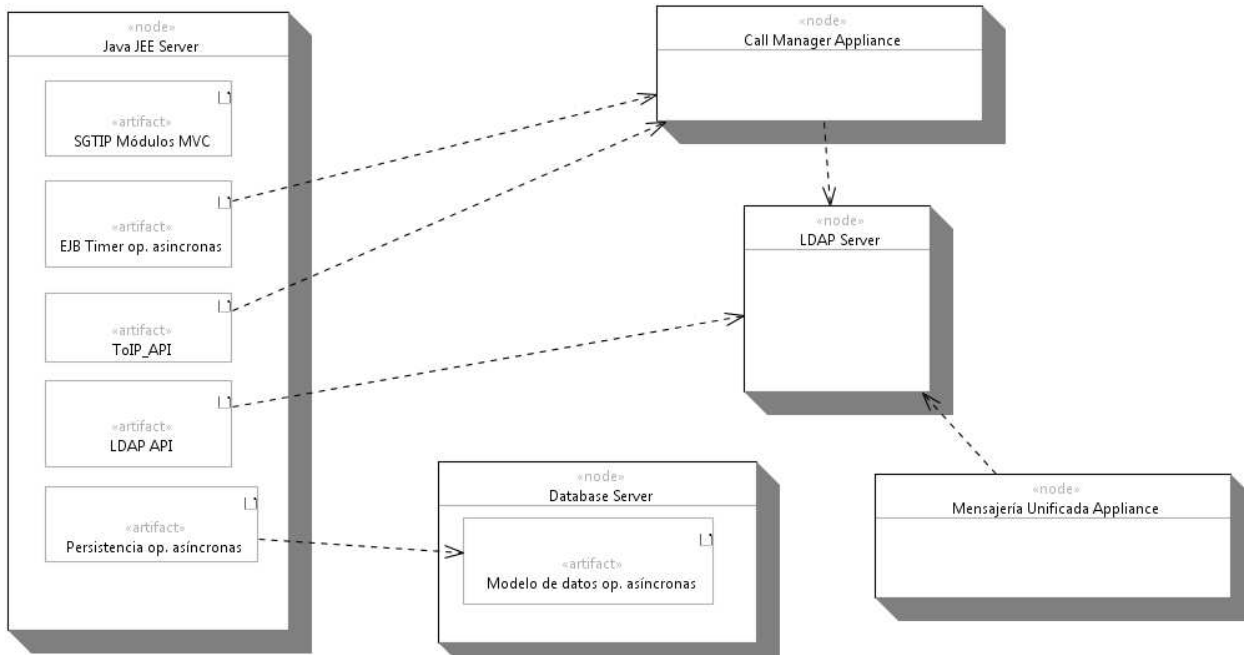 «node»
Java JEE Server
«artifact»
SGTIP Módulos MVC
«artifact»
EJB Timer op. asincronas
«artifact»
ToIP_API
«artifact»
LDAP API
«artifact»
Persistencia op. asíncronas
«node»
Call Manager Appliance
«node»
LDAP Server
«node»
Database Server
«artifact»
Modelo de datos op. asíncronas
«node»
Mensajería Unificada Appliance